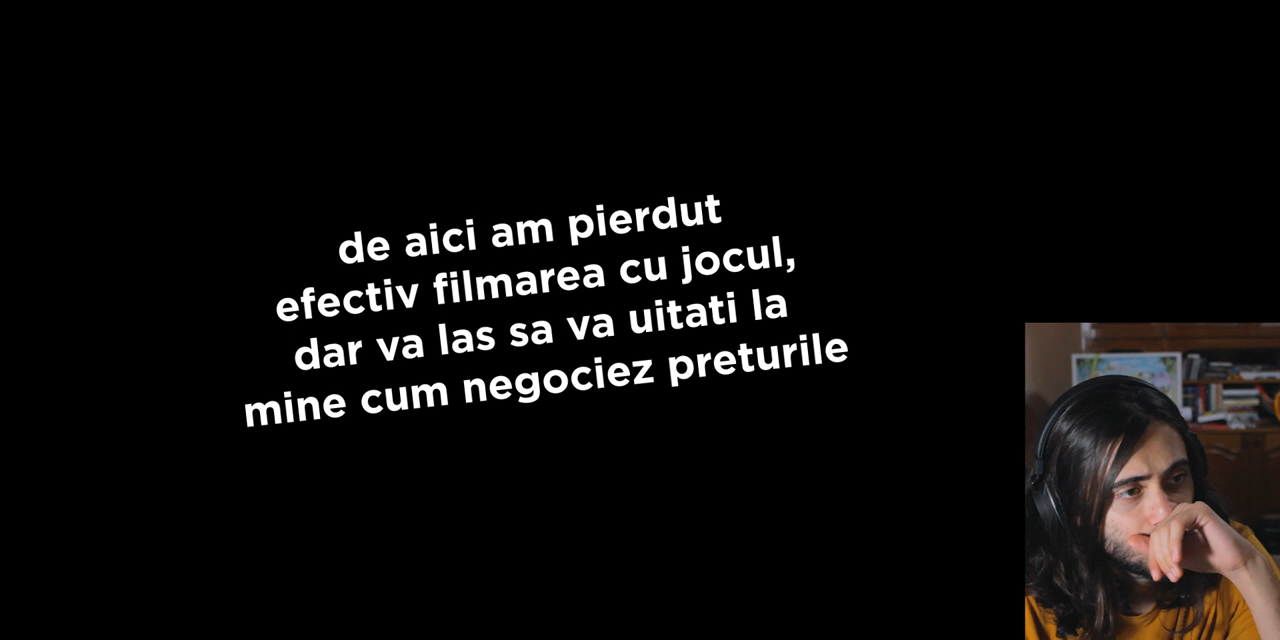 de aici am pierdut
efectiv filmarea cu jocul,
dar va las sa va uitati la
mine cum negociez preturile